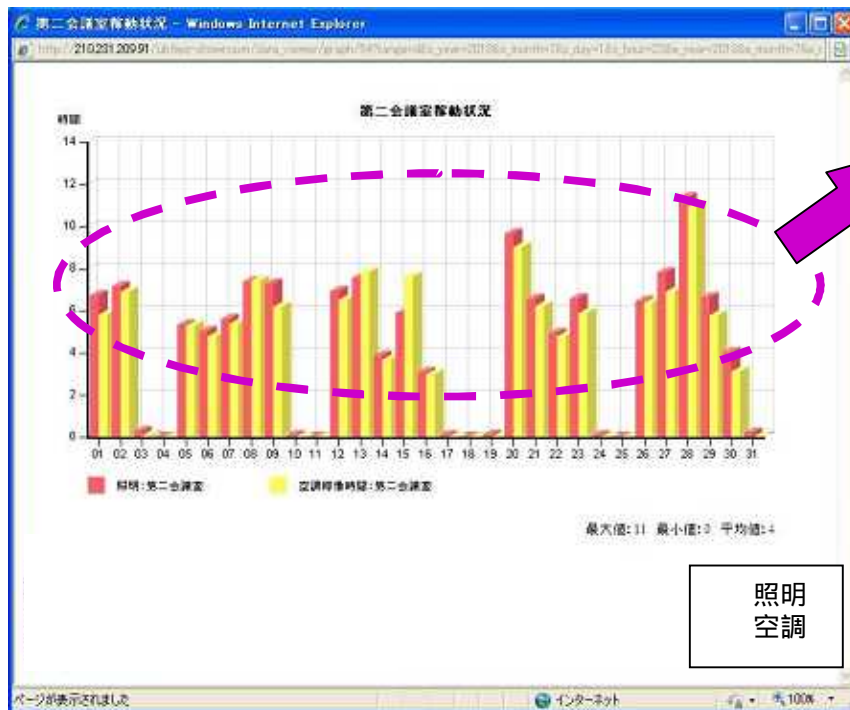 第二会議室稼動状況 - Windows Internet Explorer
第二会議室稼動状況
時間
14
12
10
8
6
4
2
0
01 02 03 04 05 06 07 08 09 10 11 12 13 14 15 16 17 18 19 20 21 22 23 24 25 26 27 28 29 30 31
照明:第二会議室 空調稼働時間:第二会議室
最大値:11 最小値:0 平均値:4
照明
空調
ページが表示されました インターネット 100%